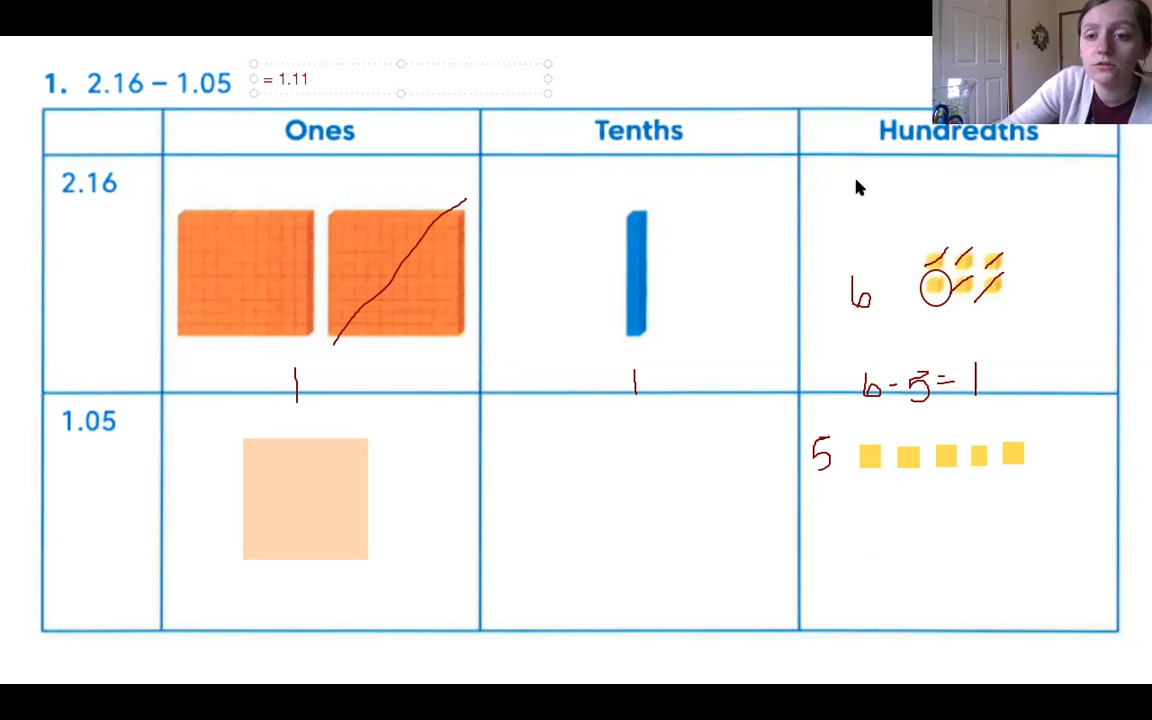 1. 2.16 – 1.05 = 1.11
Ones Tenths Hundredths
2.16
6
1 1 6 - 5 = 1
1.05 5